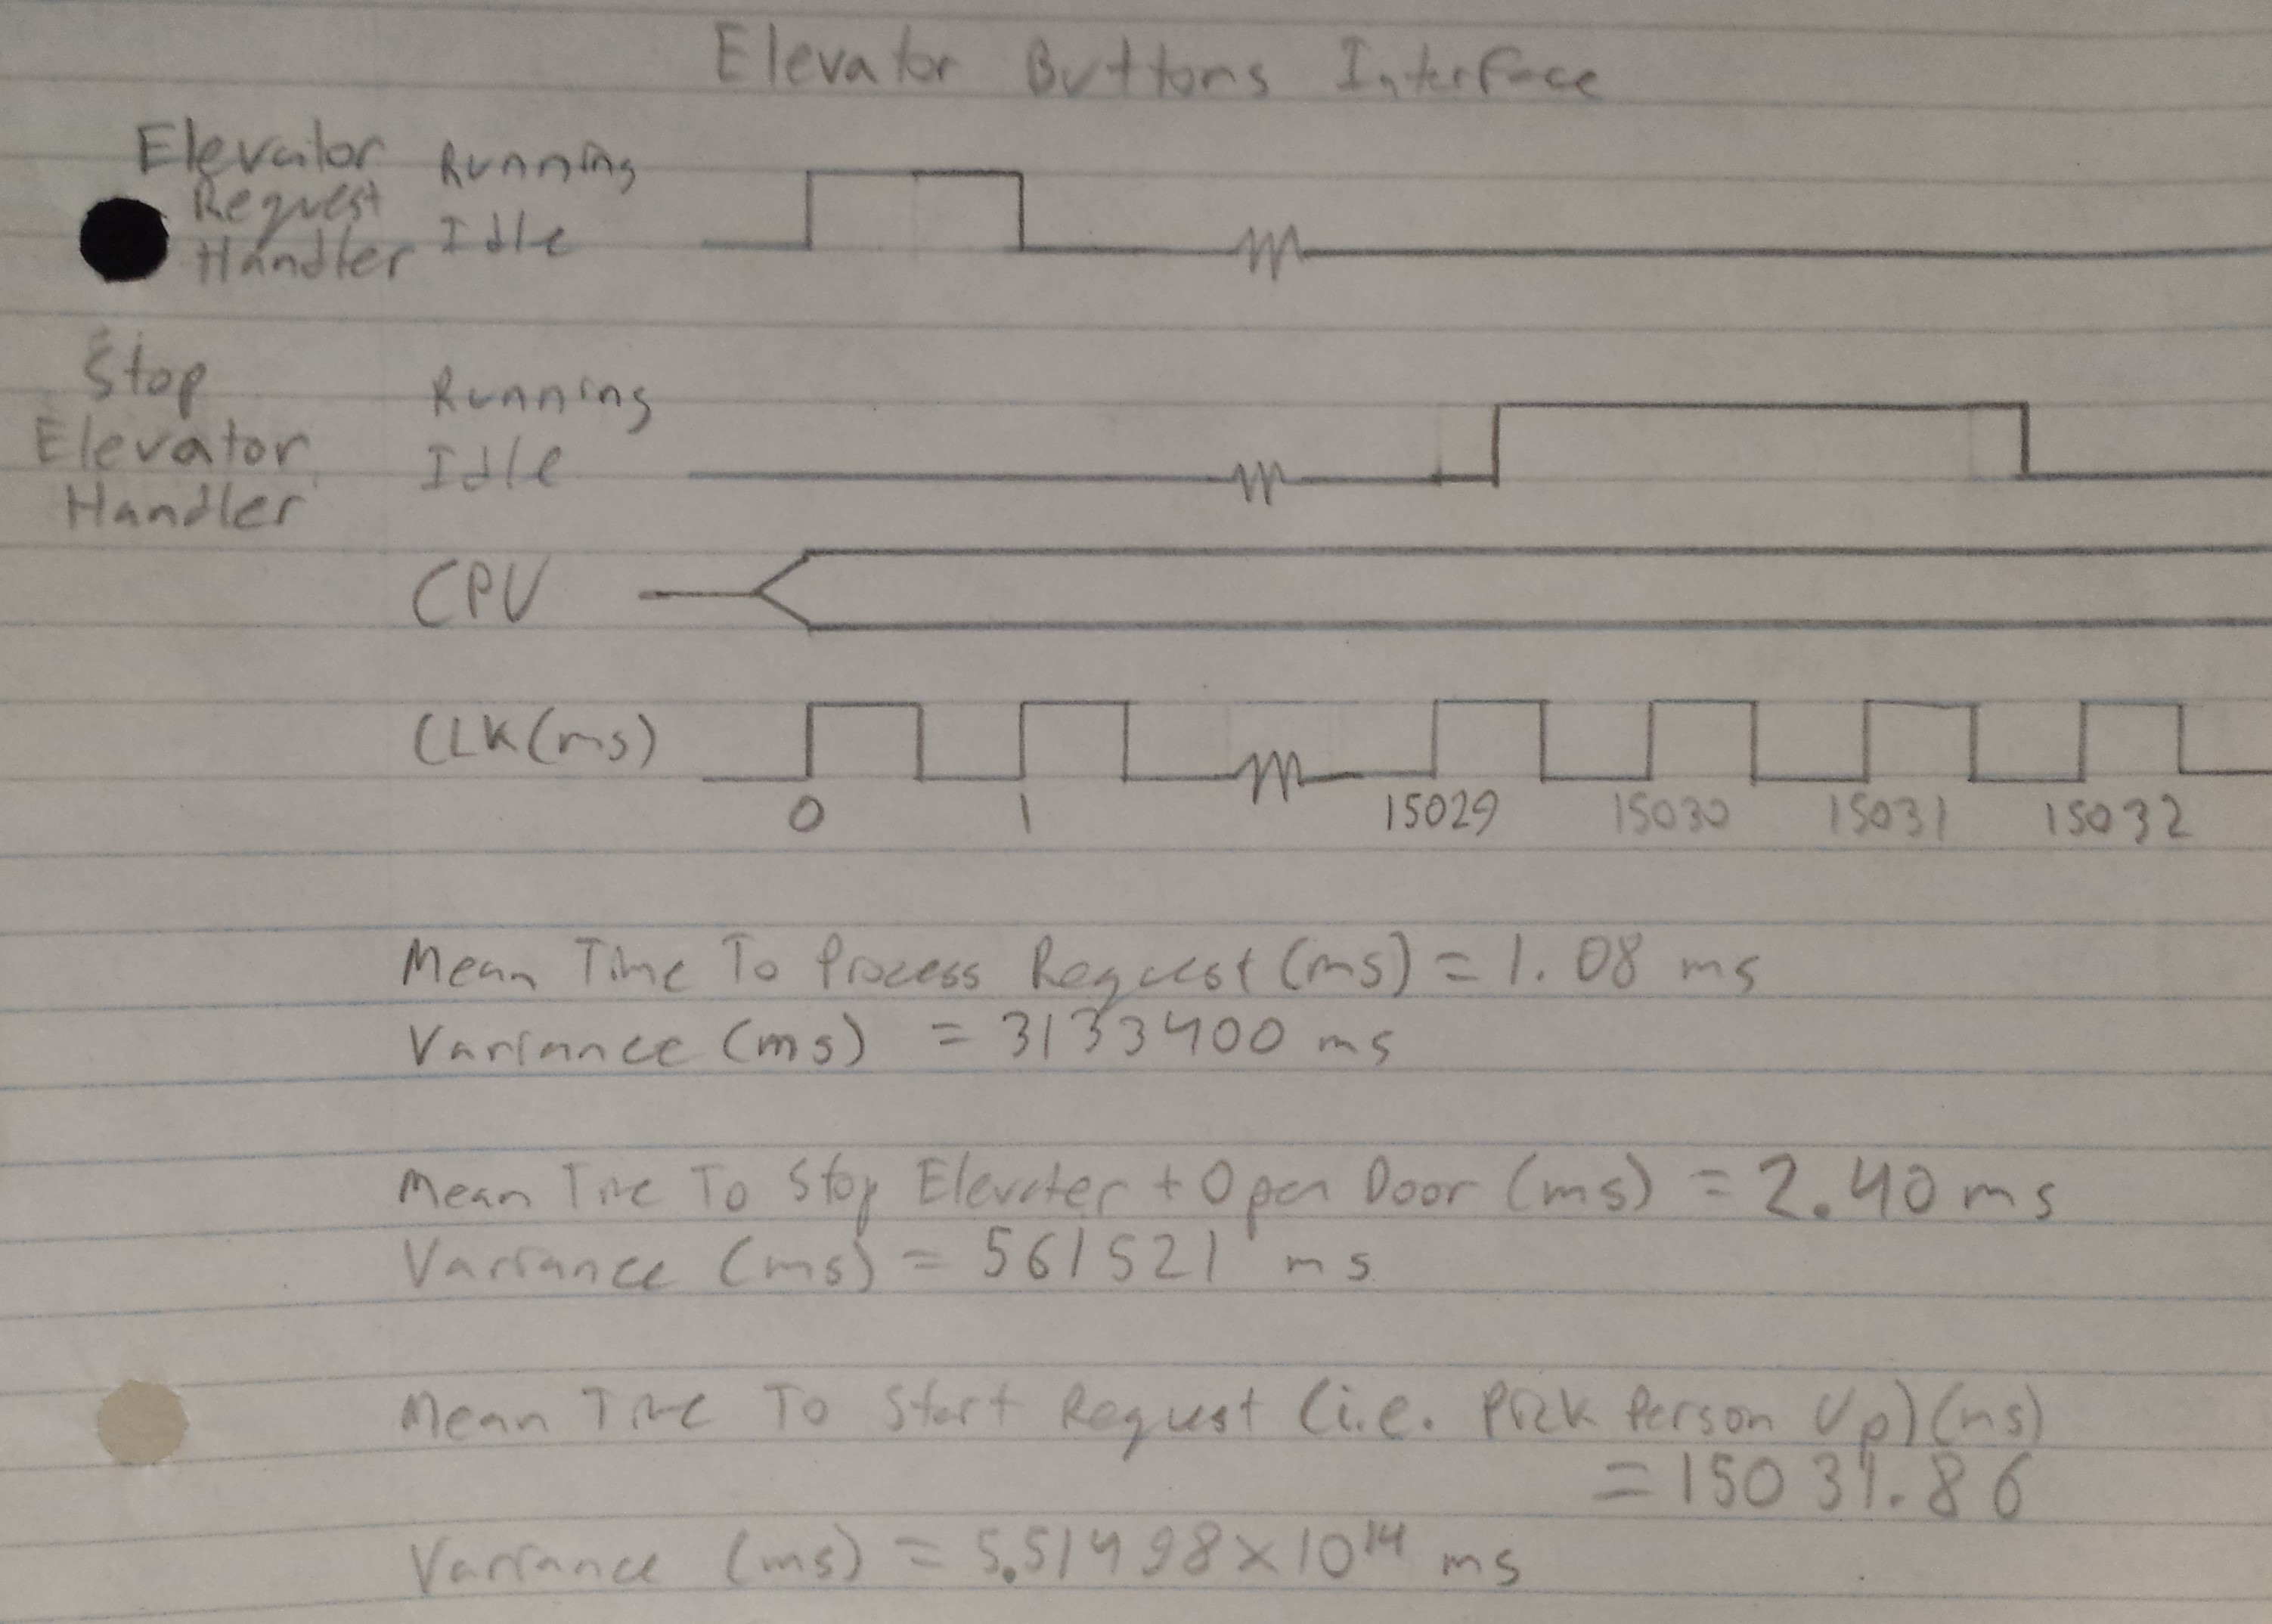 Elevator Buttons Interface
Elevator Request Handler
Running
Idle
Stop Elevator Handler
Running
Idle
CPU
CLK(ms)
0 1 15029 15030 15031 15032
Mean Time To Process Request (ms) = 1.08 ms
Variance (ms) = 3133400 ms
Mean Time To Stop Elevator + Open Door (ms) = 2.40 ms
Variance (ms) = 561521 ms
Mean Time To Start Request (i.e. Pick Person Up) (ms)
= 15031.86
Variance (ms) = 5.51498 x 10^14 ms